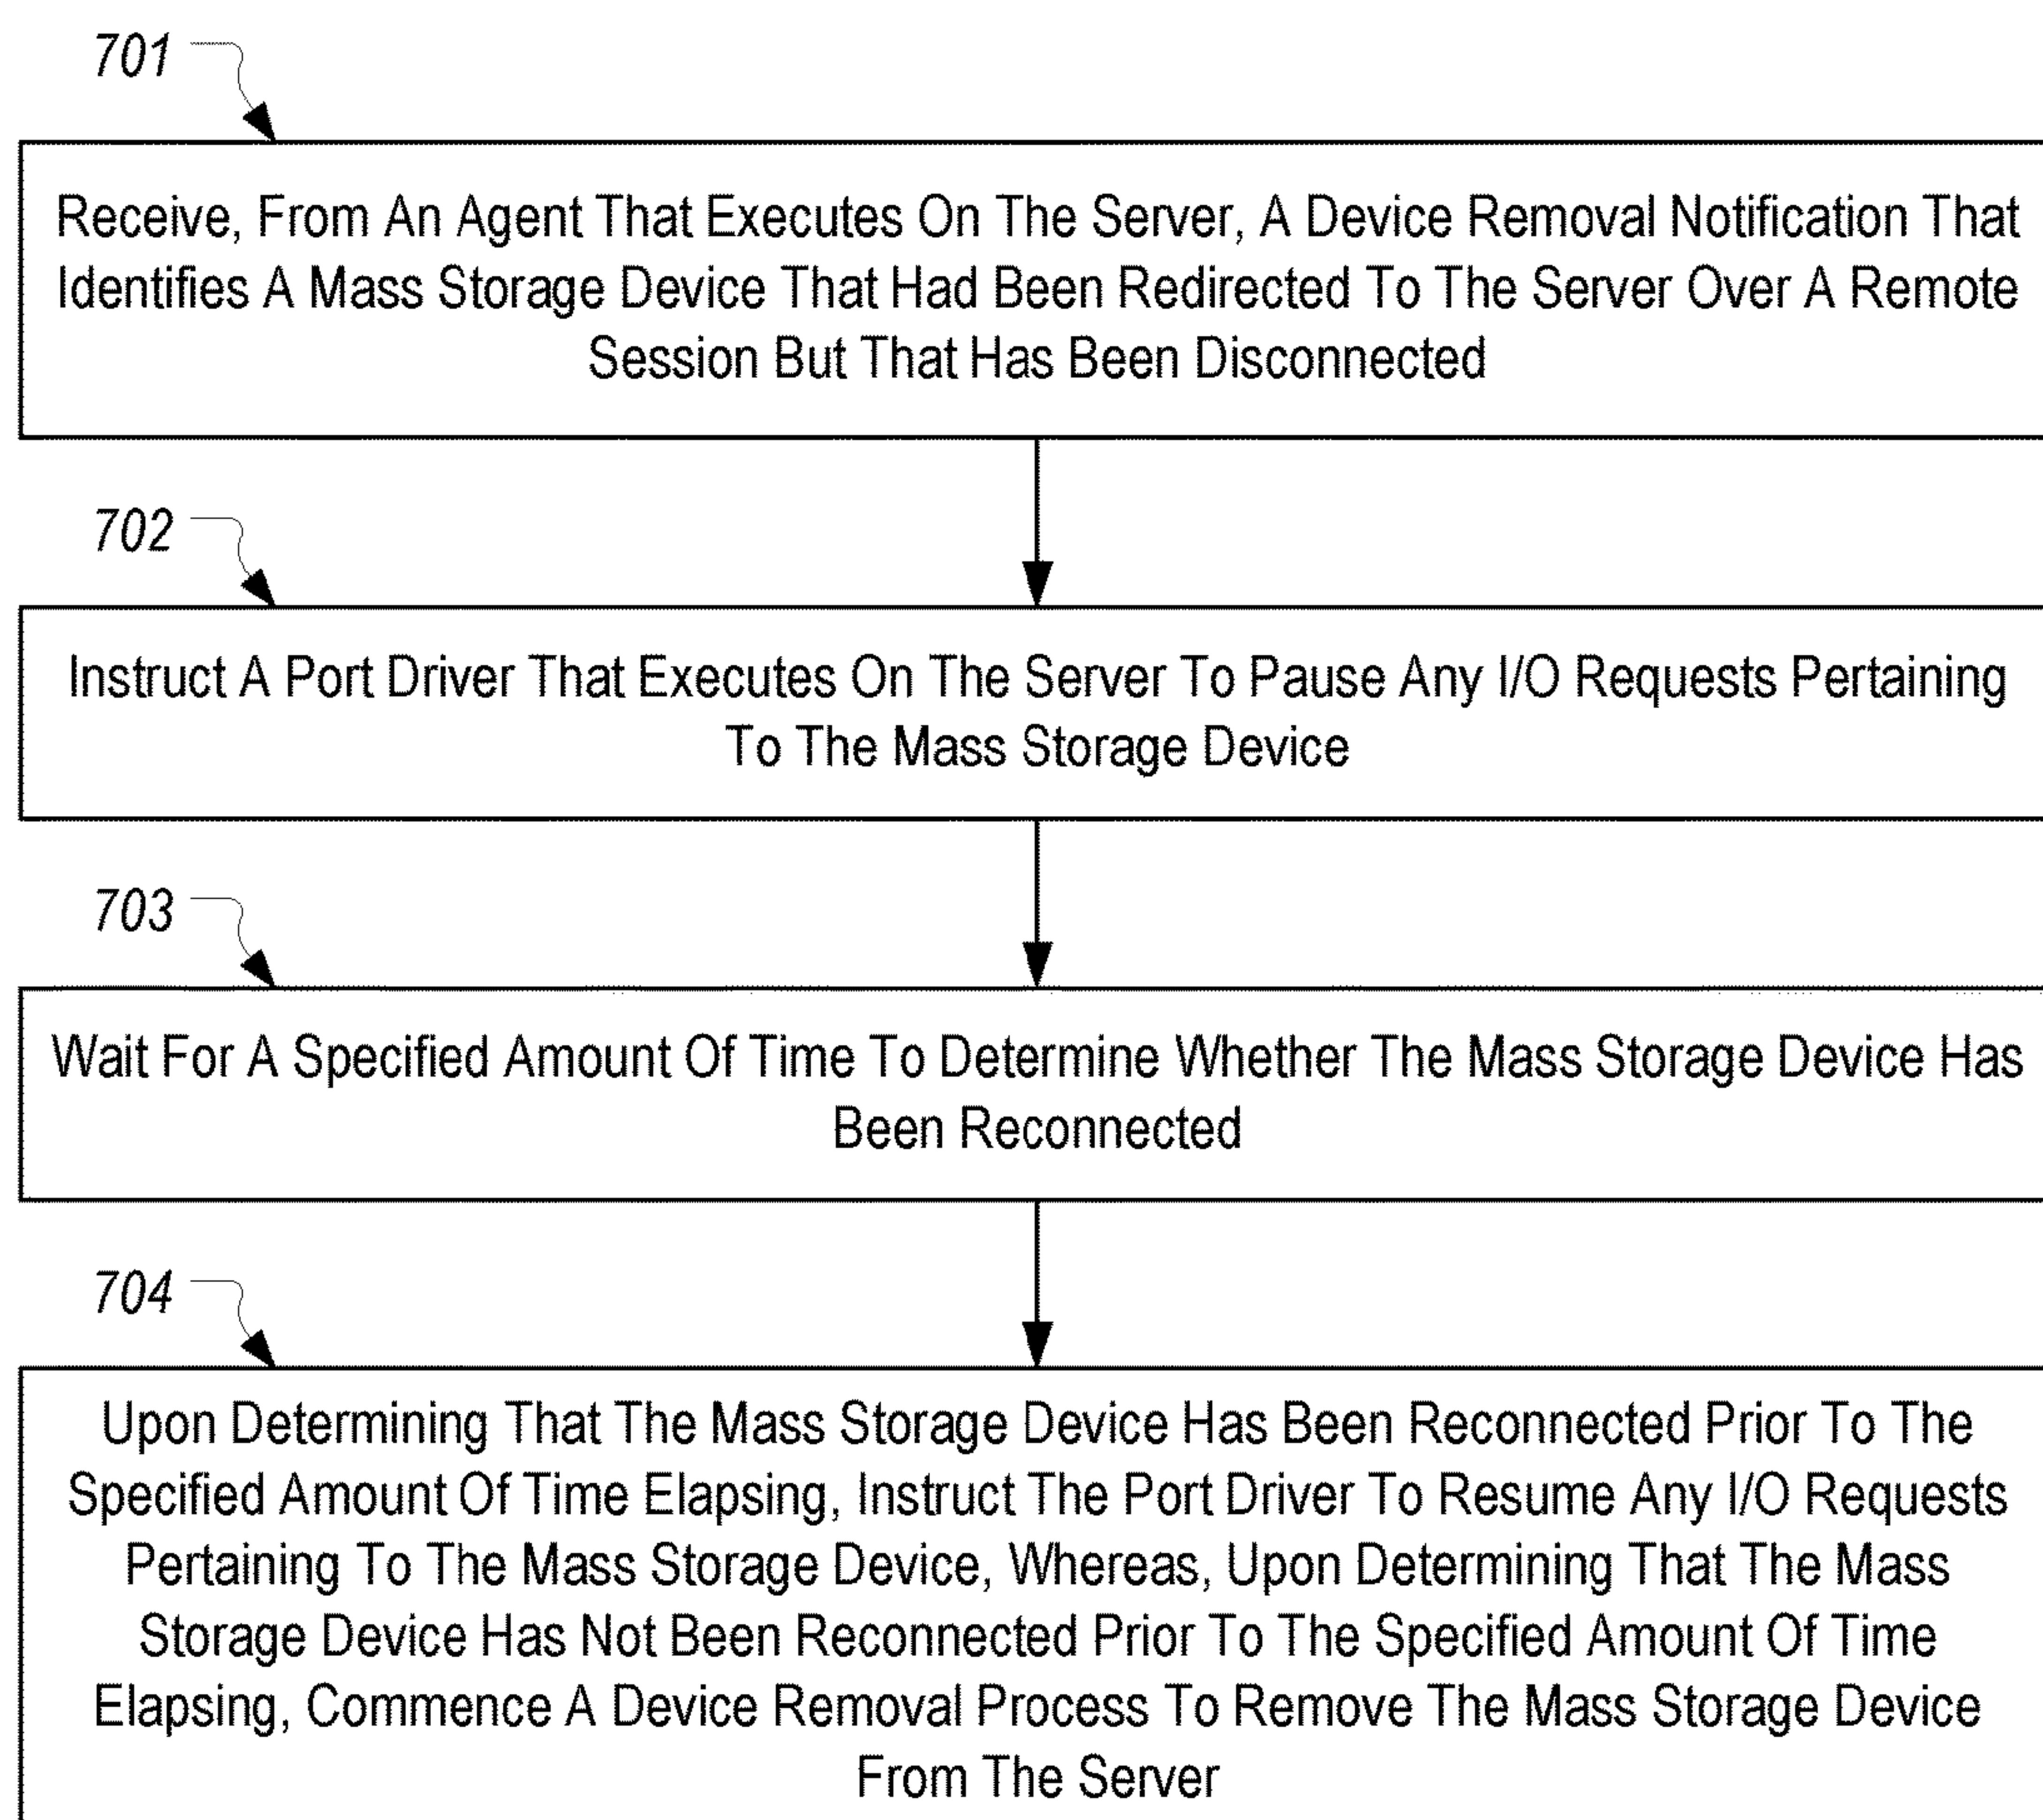 701
Receive, From An Agent That Executes On The Server, A Device Removal Notification That
Identifies A Mass Storage Device That Had Been Redirected To The Server Over A Remote
Session But That Has Been Disconnected
702
Instruct A Port Driver That Executes On The Server To Pause Any I/O Requests Pertaining
To The Mass Storage Device
703
Wait For A Specified Amount Of Time To Determine Whether The Mass Storage Device Has
Been Reconnected
704
Upon Determining That The Mass Storage Device Has Been Reconnected Prior To The
Specified Amount Of Time Elapsing, Instruct The Port Driver To Resume Any I/O Requests
Pertaining To The Mass Storage Device, Whereas, Upon Determining That The Mass
Storage Device Has Not Been Reconnected Prior To The Specified Amount Of Time
Elapsing, Commence A Device Removal Process To Remove The Mass Storage Device
From The Server